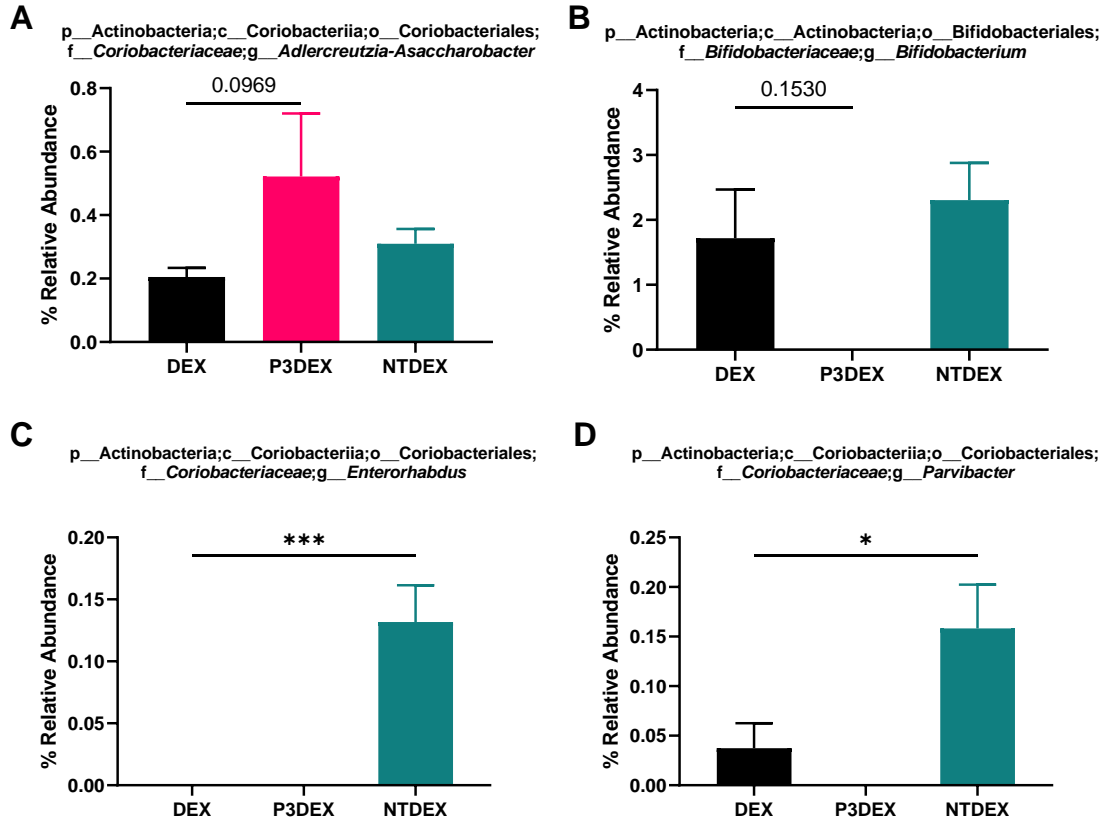 A
p__Actinobacteria;c__Coriobacteriia;o__Coriobacteriales;
f__Coriobacteriaceae;g__Adlercreutzia-Asaccharobacter
0.0969
% Relative Abundance
0.8
0.6
0.4
0.2
0.0
DEX P3DEX NTDEX
B
p__Actinobacteria;c__Actinobacteria;o__Bifidobacteriales;
f__Bifidobacteriaceae;g__Bifidobacterium
0.1530
% Relative Abundance
4
3
2
1
0
DEX P3DEX NTDEX
C
p__Actinobacteria;c__Coriobacteriia;o__Coriobacteriales;
f__Coriobacteriaceae;g__Enterorhabdus
***
% Relative Abundance
0.20
0.15
0.10
0.05
0.00
DEX P3DEX NTDEX
D
p__Actinobacteria;c__Coriobacteriia;o__Coriobacteriales;
f__Coriobacteriaceae;g__Parvibacter
*
% Relative Abundance
0.25
0.20
0.15
0.10
0.05
0.00
DEX P3DEX NTDEX